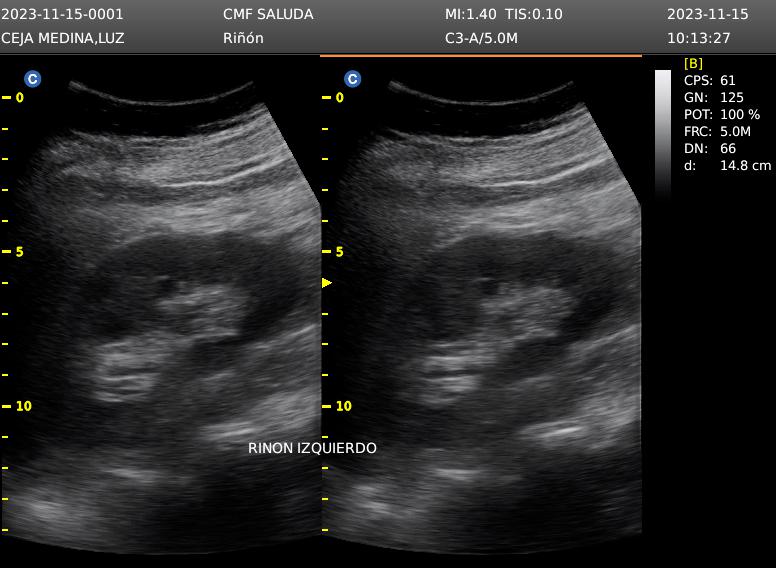 2023-11-15-0001 CMF SALUDA MI:1.40 TIS:0.10 2023-11-15
CEJA MEDINA,LUZ Riñón C3-A/5.0M 10:13:27
[B]
CPS: 61
GN: 125
POT: 100 %
FRC: 5.0M
DN: 66
d: 14.8 cm
C C
0 0
5 5
10 10
RINON IZQUIERDO